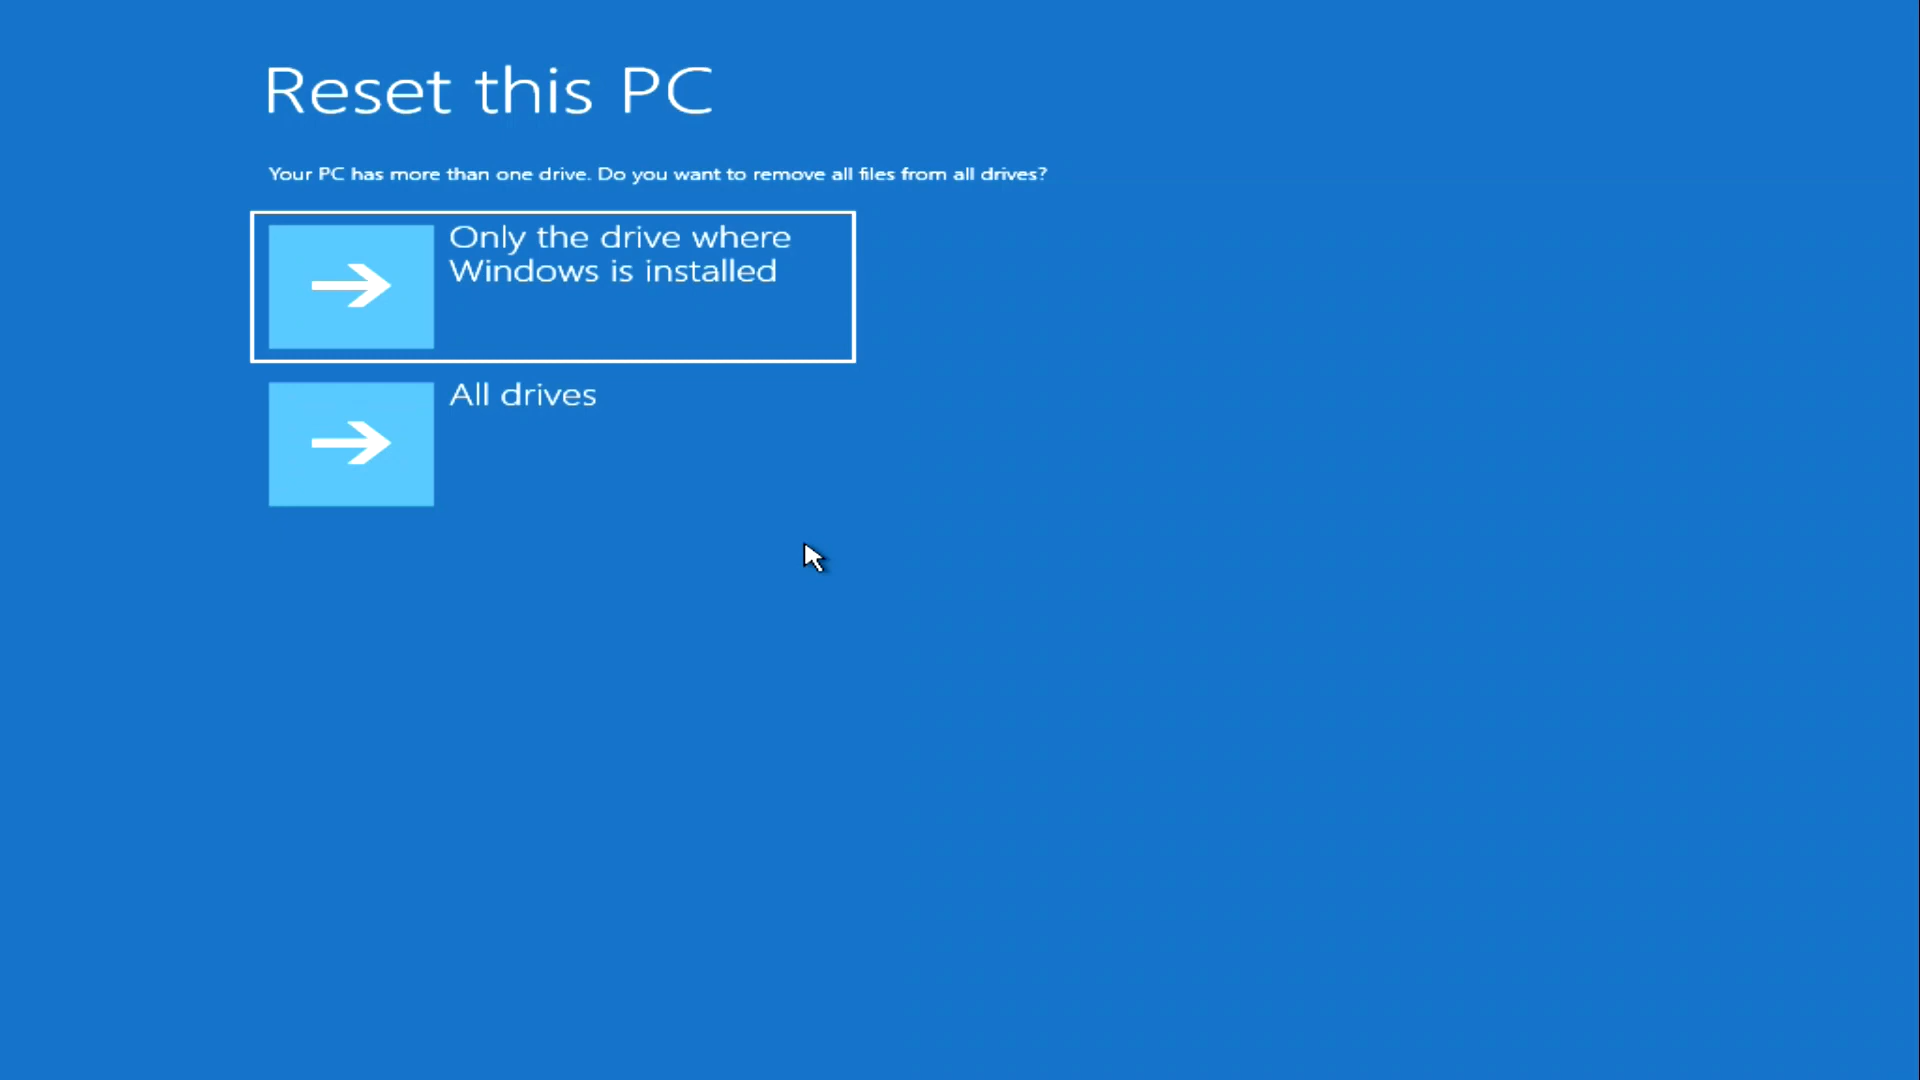 Reset this PC
Your PC has more than one drive. Do you want to remove all files from all drives?
Only the drive where
Windows is installed
All drives